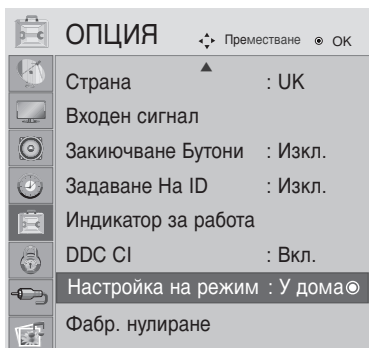 ОПЦИЯ Преместване OK
Страна : UK
Входен сигнал
Закиючване Бутони : Изкл.
Задаване На ID : Изкл.
Индикатор за работа
DDC CI : Вкл.
Настройка на режим : У дома
Фабр. нулиране